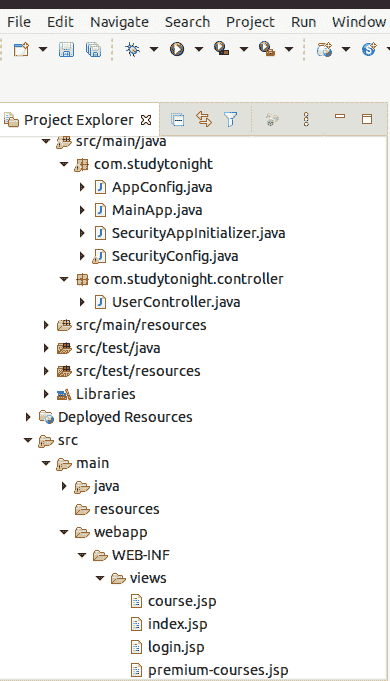 File Edit Navigate Search Project Run Window
Project Explorer
src/main/java
com.studytonight
AppConfig.java
MainApp.java
SecurityAppInitializer.java
SecurityConfig.java
com.studytonight.controller
UserController.java
src/main/resources
src/test/java
src/test/resources
Libraries
Deployed Resources
src
main
java
resources
webapp
WEB-INF
views
course.jsp
index.jsp
login.jsp
premium-courses.jsp